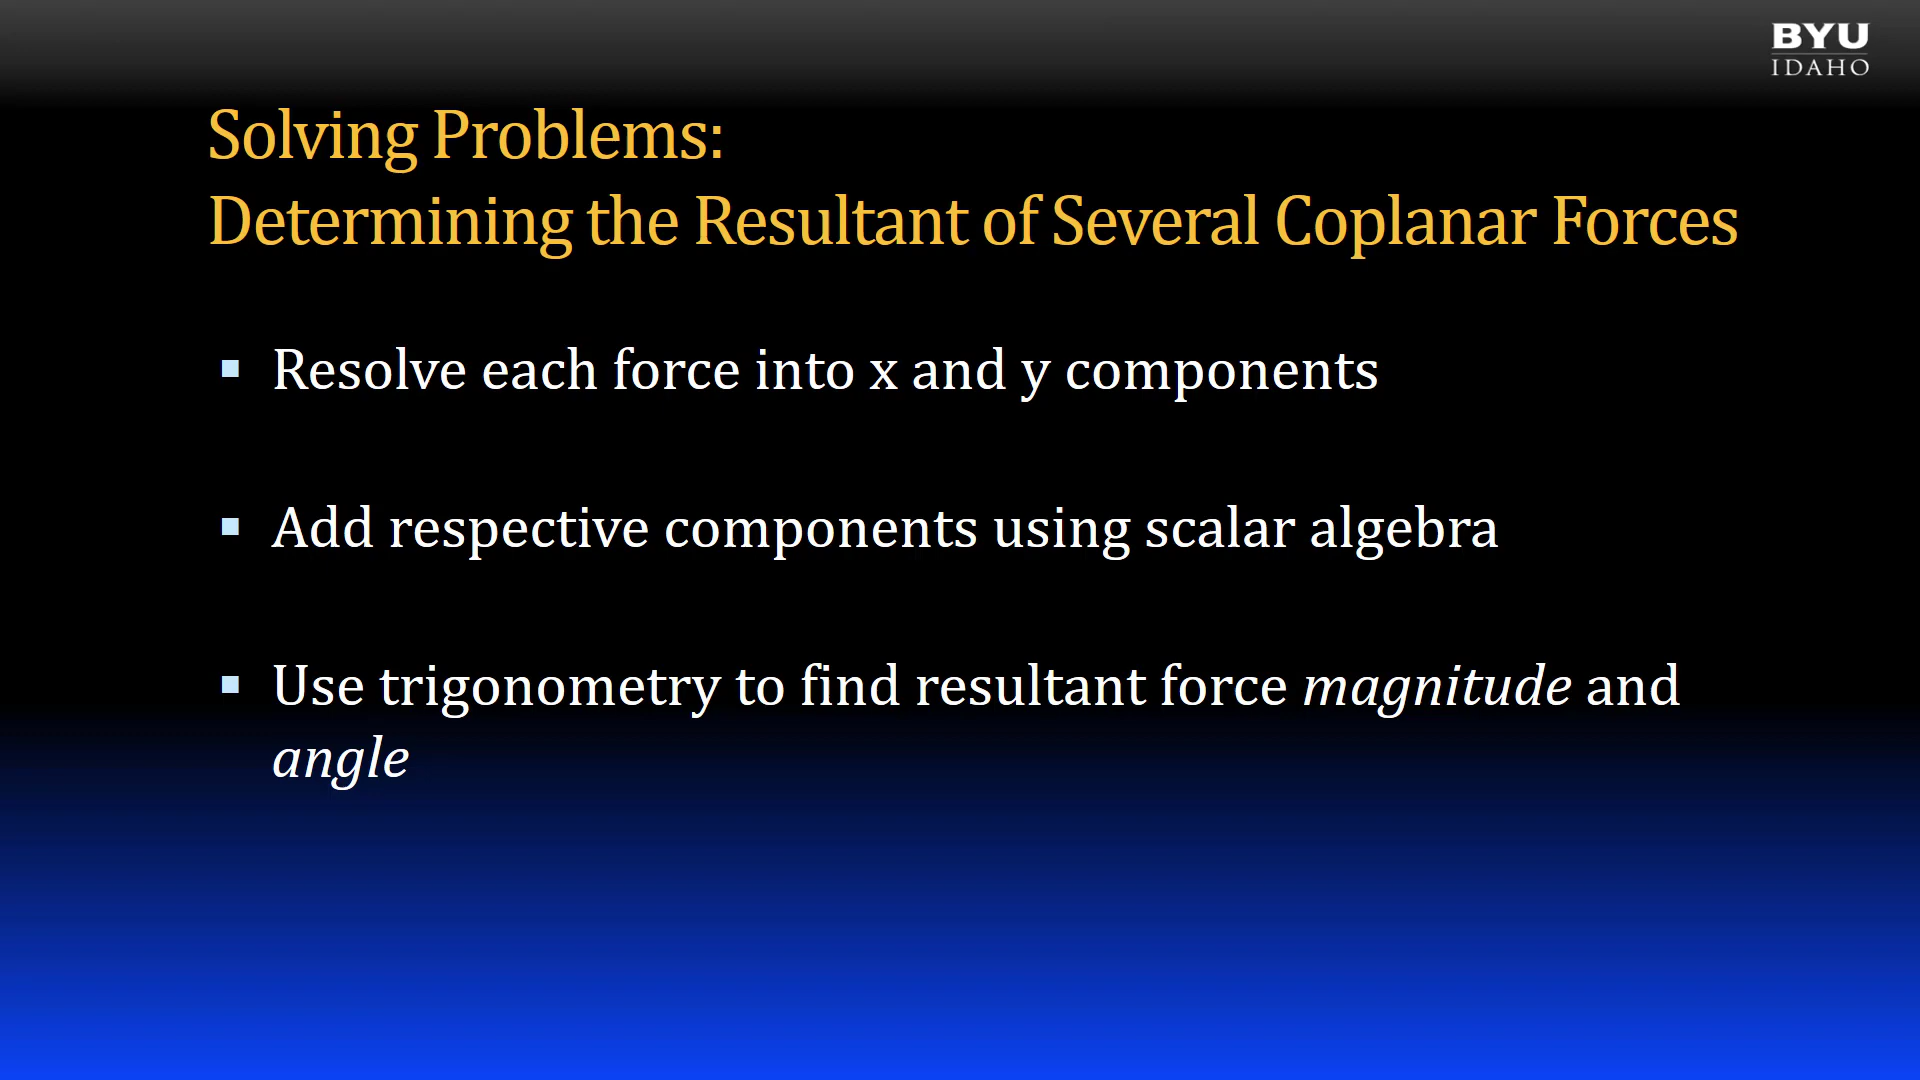 BYU
IDAHO
Solving Problems:
Determining the Resultant of Several Coplanar Forces
▪ Resolve each force into x and y components
▪ Add respective components using scalar algebra
▪ Use trigonometry to find resultant force magnitude and
angle